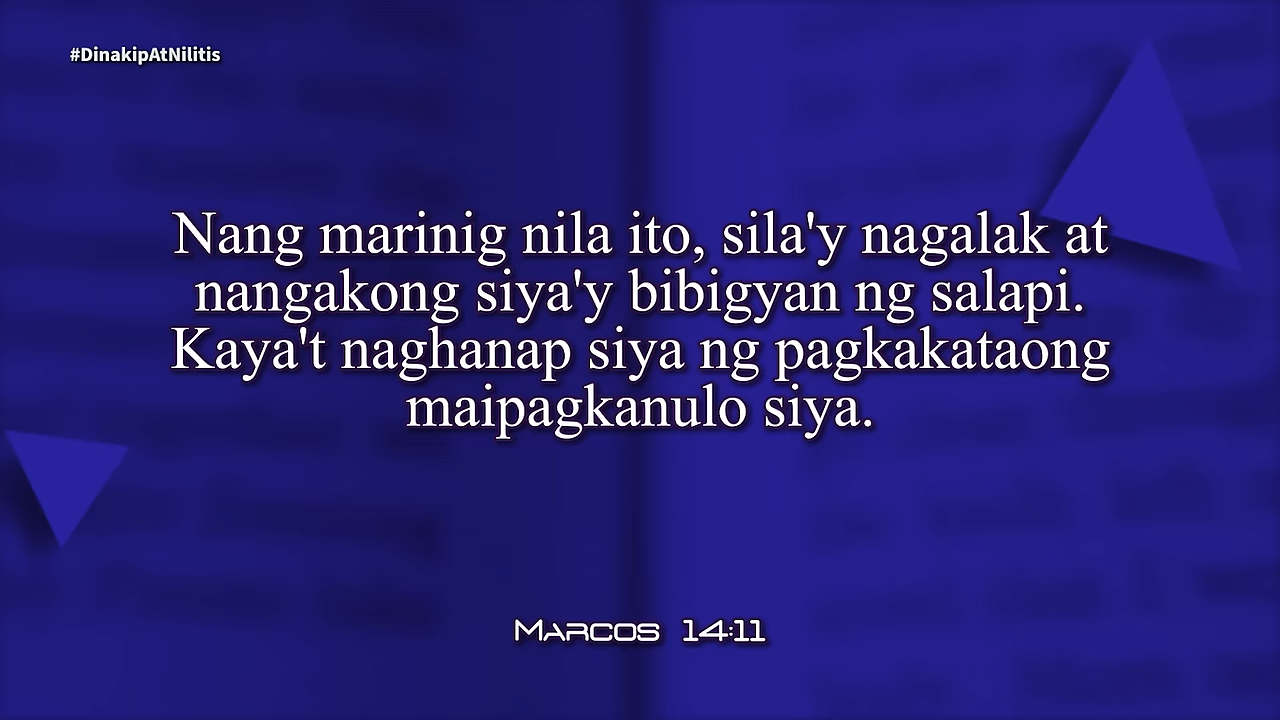 #DinakipAtNilitis
Nang marinig nila ito, sila'y nagalak at
nangakong siya'y bibigyan ng salapi.
Kaya't naghanap siya ng pagkakataong
maipagkanulo siya.
Marcos 14:11